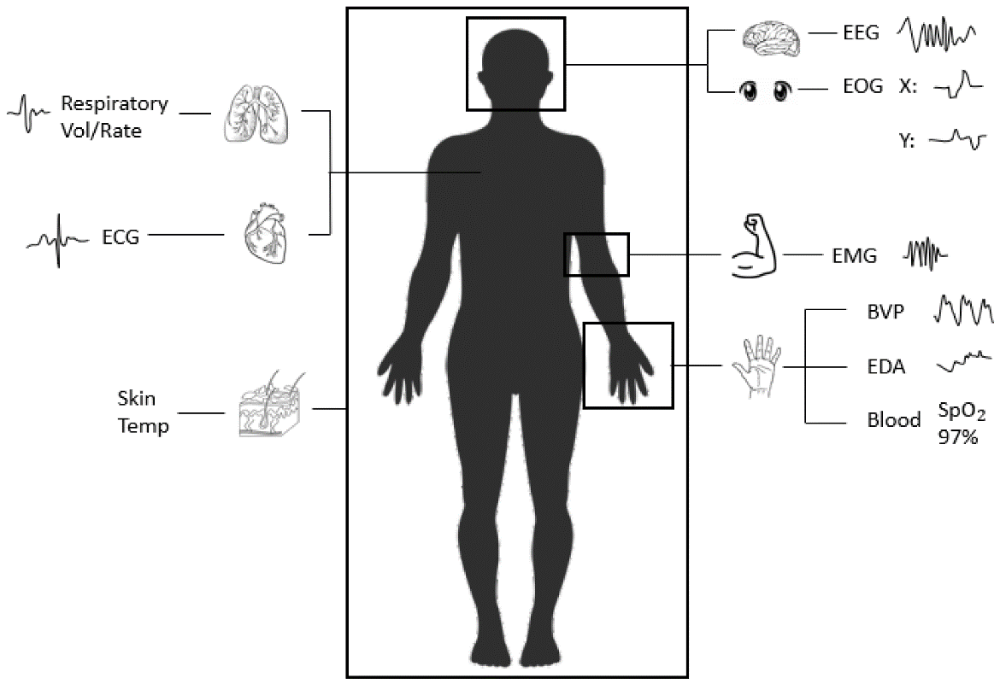 Respiratory
Vol/Rate
ECG
Skin
Temp
EEG
EOG X:
Y:
EMG
BVP
EDA
Blood SpO₂
97%